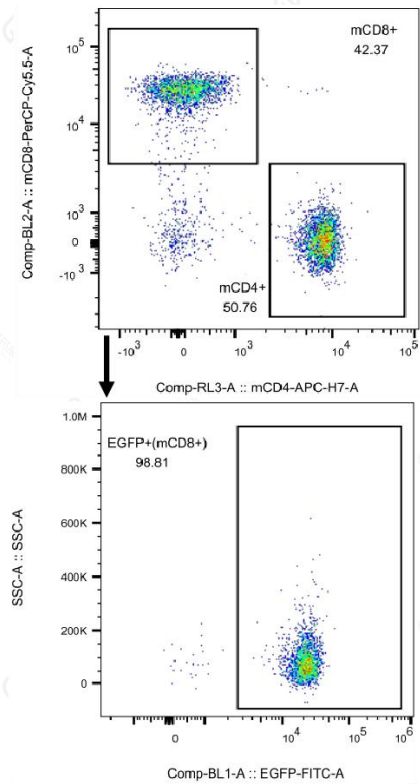 mCD8+
42.37
10^5
10^4
10^3
0
-10^3
mCD4+
50.76
-10^3 0 10^3 10^4 10^5
Comp-BL2-A :: mCD8-PerCP-Cy5.5-A
Comp-RL3-A :: mCD4-APC-H7-A
EGFP+(mCD8+)
98.81
1.0M
800K
600K
400K
200K
0
0 10^4 10^5 10^6
SSC-A :: SSC-A
Comp-BL1-A :: EGFP-FITC-A